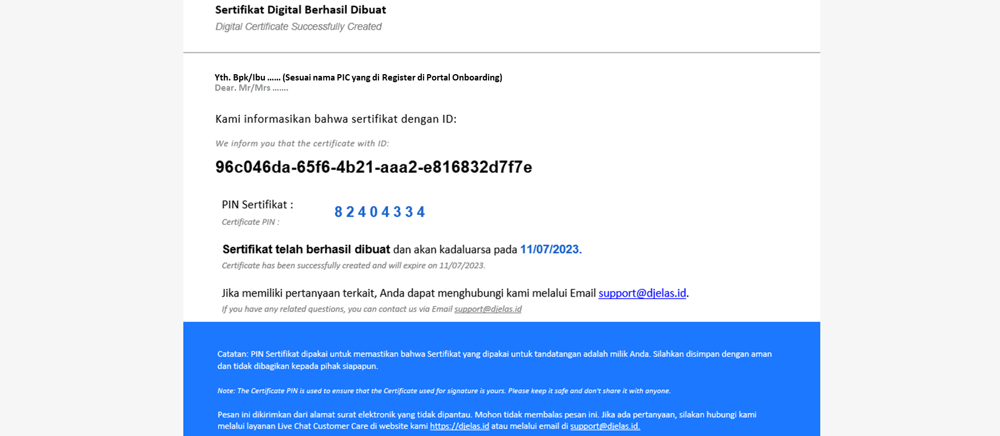 Sertifikat Digital Berhasil Dibuat
Digital Certificate Successfully Created
Yth. Bpk/Ibu ...... (Sesuai nama PIC yang di Register di Portal Onboarding)
Dear. Mr/Mrs .......
Kami informasikan bahwa sertifikat dengan ID:
We inform you that the certificate with ID:
96c046da-65f6-4b21-aaa2-e816832d7f7e
PIN Sertifikat :
8 2 4 0 4 3 3 4
Certificate PIN :
Sertifikat telah berhasil dibuat dan akan kadaluarsa pada 11/07/2023.
Certificate has been successfully created and will expire on 11/07/2023.
Jika memiliki pertanyaan terkait, Anda dapat menghubungi kami melalui Email support@djelas.id.
If you have any related questions, you can contact us via Email support@djelas.id
Catatan: PIN Sertifikat dipakai untuk memastikan bahwa Sertifikat yang dipakai untuk tandatangan adalah milik Anda. Silahkan disimpan dengan aman
dan tidak dibagikan kepada pihak siapapun.
Note: The Certificate PIN is used to ensure that the Certificate used for signature is yours. Please keep it safe and don't share it with anyone.
Pesan ini dikirimkan dari alamat surat elektronik yang tidak dipantau. Mohon tidak membalas pesan ini. Jika ada pertanyaan, silakan hubungi kami
melalui layanan Live Chat Customer Care di website kami https://djelas.id atau melalui email di support@djelas.id.